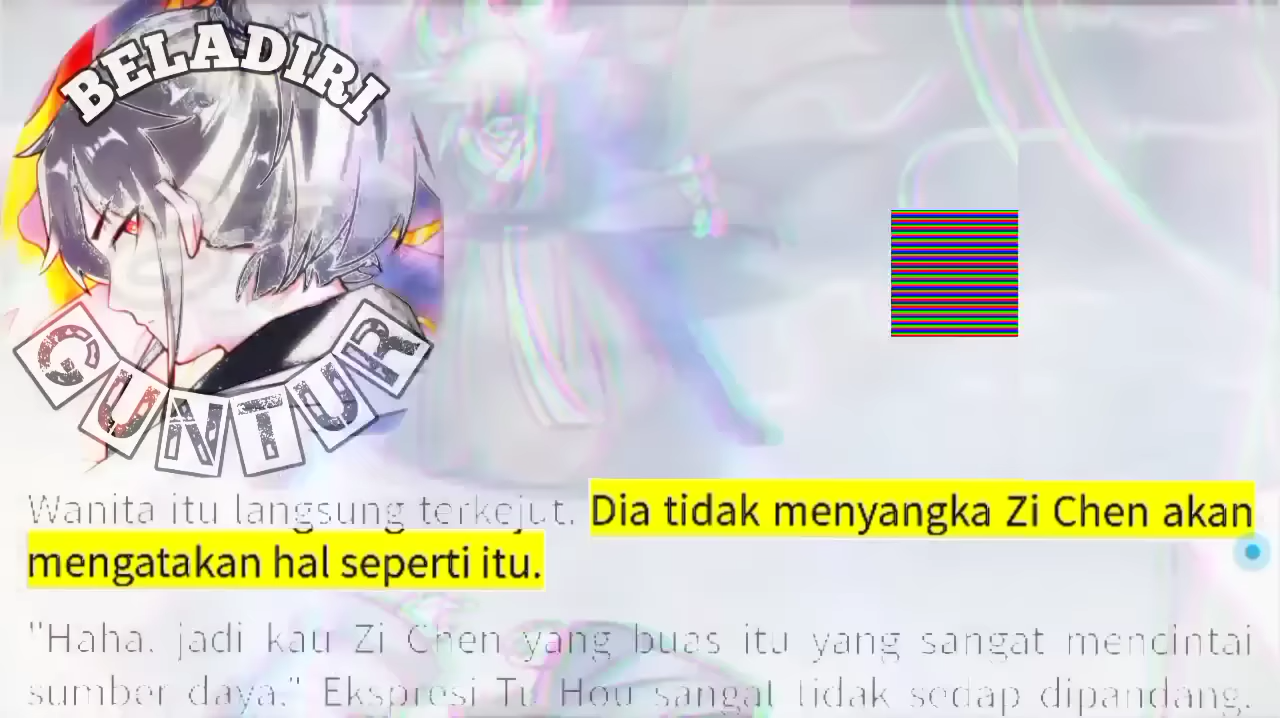 BELADIRI
GUNTUR
Wanita itu langsung terkejut. Dia tidak menyangka Zi Chen akan
mengatakan hal seperti itu.
"Haha, jadi kau Zi Chen yang buas itu yang sangat mencintai
sumber daya." Ekspresi Tu Hou sangat tidak sedap dipandang.